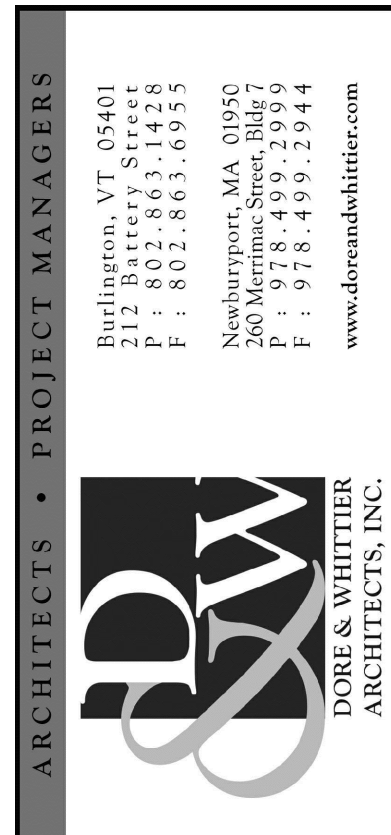 ARCHITECTS • PROJECT MANAGERS
D
&W
DORE & WHITTIER
ARCHITECTS, INC.
Burlington, VT 05401
212 Battery Street
P : 802.863.1428
F : 802.863.6955
Newburyport, MA 01950
260 Merrimac Street, Bldg 7
P : 978.499.2999
F : 978.499.2944
www.doreandwhittier.com